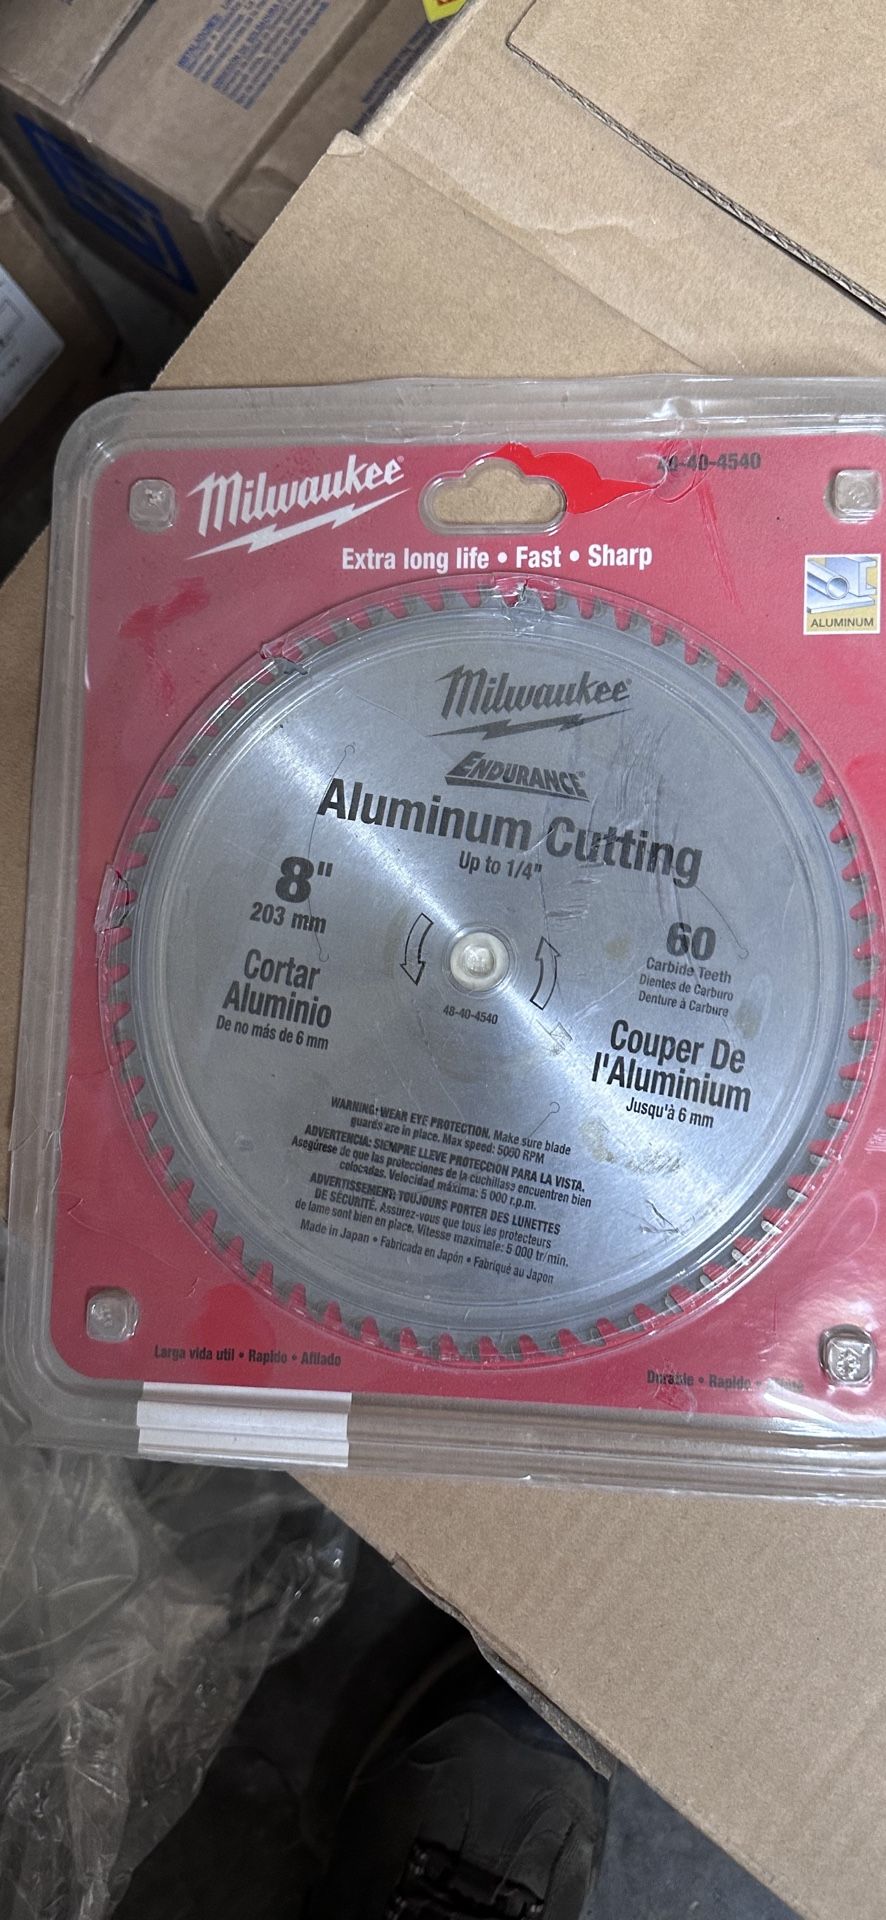 Milwaukee
48-40-4540
Extra long life • Fast • Sharp
ALUMINUM
Milwaukee
ENDURANCE
Aluminum Cutting
Up to 1/4"
8"
203 mm
Cortar
Aluminio
De no más de 6 mm
60
Carbide Teeth
Dientes de Carburo
Denture à Carbure
Couper De
l'Aluminium
Jusqu'à 6 mm
48-40-4540
WARNING: WEAR EYE PROTECTION. Make sure blade
guards are in place. Max speed: 5000 RPM
ADVERTENCIA: SIEMPRE LLEVE PROTECCION PARA LA VISTA.
Asegúrese de que las protecciones de la cuchillass encuentren bien
colocadas. Velocidad máxima: 5 000 r.p.m.
ADVERTISSEMENT: TOUJOURS PORTER DES LUNETTES
DE SÉCURITÉ. Assurez-vous que tous les protecteurs
de lame sont bien en place. Vitesse maximale: 5 000 tr/min.
Made in Japan • Fabricada en Japón • Fabriqué au Japon
Larga vida util • Rapido • Afilado
Durable • Rapide •